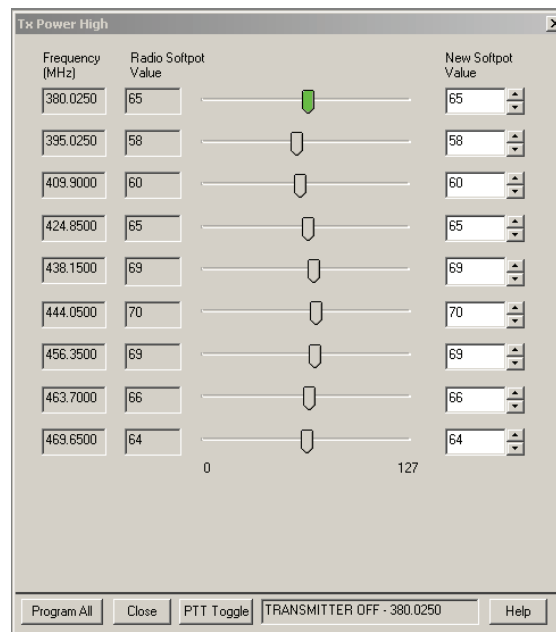 Tx Power High
Frequency (MHz) Radio Softpot Value New Softpot Value
380.0250 65 65
395.0250 58 58
409.9000 60 60
424.8500 65 65
438.1500 69 69
444.0500 70 70
456.3500 69 69
463.7000 66 66
469.6500 64 64
0 127
Program All Close PTT Toggle TRANSMITTER OFF - 380.0250 Help